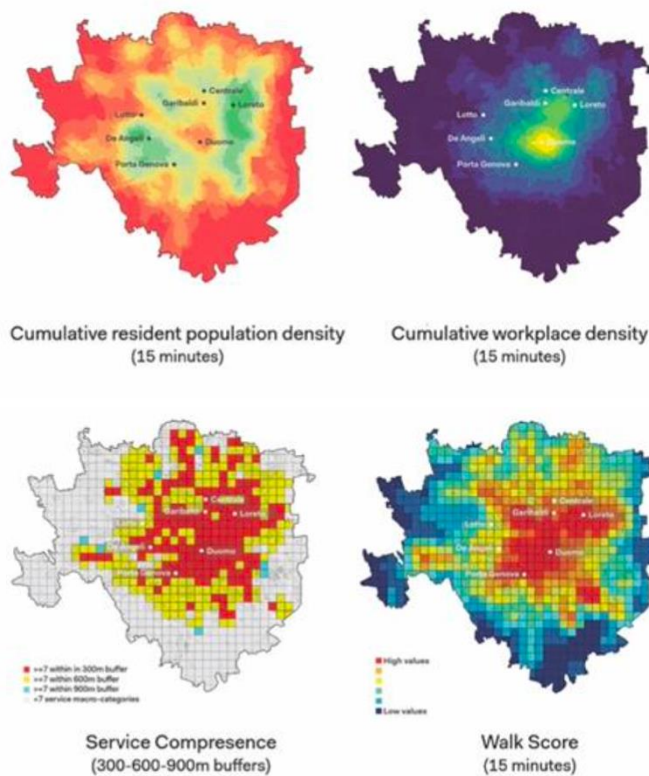 Centrale
Garibaldi
Loreto
Lotto
De Angeli
Duomo
Porta Genova
Centrale
Garibaldi
Loreto
Lotto
De Angeli
Duomo
Porta Genova
Cumulative resident population density
(15 minutes)
Cumulative workplace density
(15 minutes)
Centrale
Garibaldi
Loreto
De Angeli
Duomo
Genova
>=7 within in 300m buffer
>=7 within 600m buffer
>=7 within 900m buffer
<7 service macro-categories
Centrale
Garibaldi
Loreto
Lotto
De Angeli
Duomo
Porta Genova
High values
Low values
Service Compresence
(300-600-900m buffers)
Walk Score
(15 minutes)